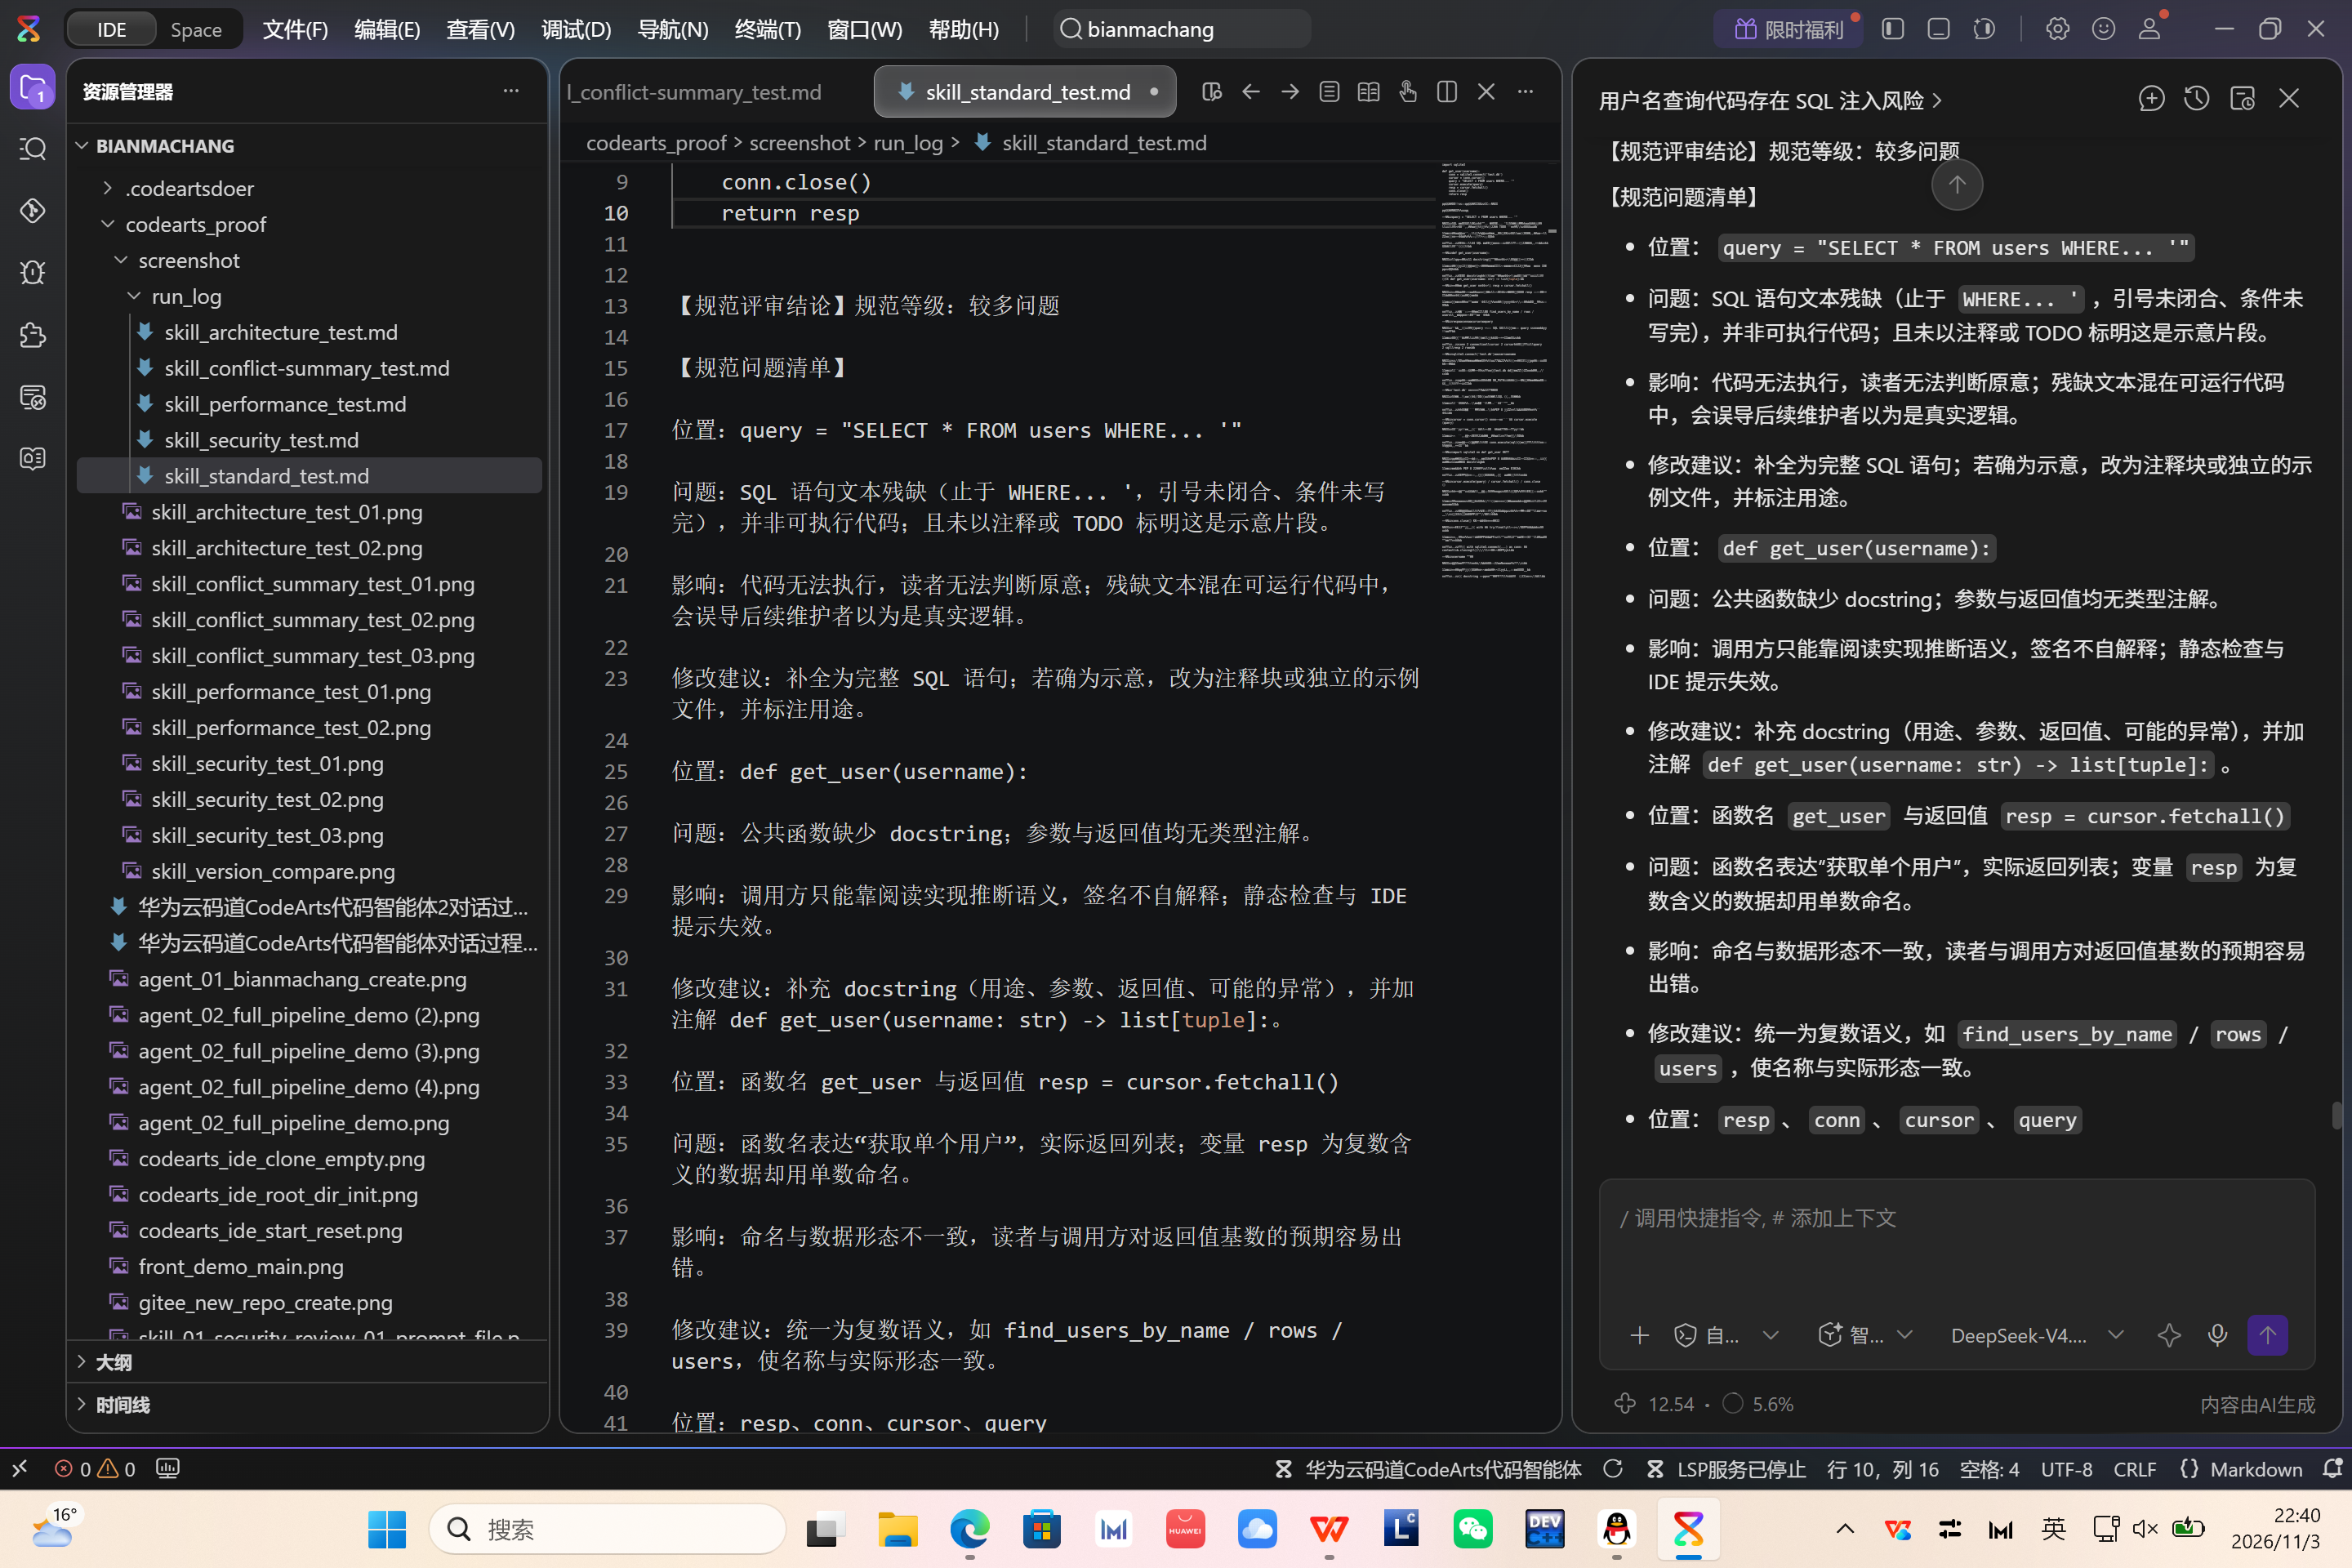 IDE Space 文件(F) 编辑(E) 查看(V) 调试(D) 导航(N) 终端(T) 窗口(W) 帮助(H) bianmachang 限时福利
1
资源管理器
BIANMACHANG
.codeartsdoer
codearts_proof
screenshot
run_log
skill_architecture_test.md
skill_conflict-summary_test.md
skill_performance_test.md
skill_security_test.md
skill_standard_test.md
skill_architecture_test_01.png
skill_architecture_test_02.png
skill_conflict_summary_test_01.png
skill_conflict_summary_test_02.png
skill_conflict_summary_test_03.png
skill_performance_test_01.png
skill_performance_test_02.png
skill_security_test_01.png
skill_security_test_02.png
skill_security_test_03.png
skill_version_compare.png
华为云码道CodeArts代码智能体2对话过...
华为云码道CodeArts代码智能体对话过程...
agent_01_bianmachang_create.png
agent_02_full_pipeline_demo (2).png
agent_02_full_pipeline_demo (3).png
agent_02_full_pipeline_demo (4).png
agent_02_full_pipeline_demo.png
codearts_ide_clone_empty.png
codearts_ide_root_dir_init.png
codearts_ide_start_reset.png
front_demo_main.png
gitee_new_repo_create.png
skill_01_security_review_01_prompt_file.p
大纲
时间线
l_conflict-summary_test.md skill_standard_test.md
codearts_proof > screenshot > run_log > skill_standard_test.md
9 conn.close()
10 return resp
11
12
13 【规范评审结论】规范等级：较多问题
14
15 【规范问题清单】
16
17 位置：query = "SELECT * FROM users WHERE... '"
18
19 问题：SQL 语句文本残缺（止于 WHERE... '，引号未闭合、条件未写
完），并非可执行代码；且未以注释或 TODO 标明这是示意片段。
20
21 影响：代码无法执行，读者无法判断原意；残缺文本混在可运行代码中，
会误导后续维护者以为是真实逻辑。
22
23 修改建议：补全为完整 SQL 语句；若确为示意，改为注释块或独立的示例
文件，并标注用途。
24
25 位置：def get_user(username):
26
27 问题：公共函数缺少 docstring；参数与返回值均无类型注解。
28
29 影响：调用方只能靠阅读实现推断语义，签名不自解释；静态检查与 IDE
提示失效。
30
31 修改建议：补充 docstring（用途、参数、返回值、可能的异常），并加
注解 def get_user(username: str) -> list[tuple]:。
32
33 位置：函数名 get_user 与返回值 resp = cursor.fetchall()
34
35 问题：函数名表达“获取单个用户”，实际返回列表；变量 resp 为复数含
义的数据却用单数命名。
36
37 影响：命名与数据形态不一致，读者与调用方对返回值基数的预期容易出
错。
38
39 修改建议：统一为复数语义，如 find_users_by_name / rows /
users，使名称与实际形态一致。
40
41 位置：resp、conn、cursor、query
用户名查询代码存在 SQL 注入风险
【规范评审结论】规范等级：较多问题
【规范问题清单】
位置： query = "SELECT * FROM users WHERE... '"
问题：SQL 语句文本残缺（止于 WHERE... '，引号未闭合、条件未
写完），并非可执行代码；且未以注释或 TODO 标明这是示意片段。
影响：代码无法执行，读者无法判断原意；残缺文本混在可运行代码
中，会误导后续维护者以为是真实逻辑。
修改建议：补全为完整 SQL 语句；若确为示意，改为注释块或独立的示
例文件，并标注用途。
位置： def get_user(username):
问题：公共函数缺少 docstring；参数与返回值均无类型注解。
影响：调用方只能靠阅读实现推断语义，签名不自解释；静态检查与
IDE 提示失效。
修改建议：补充 docstring（用途、参数、返回值、可能的异常），并加
注解 def get_user(username: str) -> list[tuple]: 。
位置：函数名 get_user 与返回值 resp = cursor.fetchall()
问题：函数名表达“获取单个用户”，实际返回列表；变量 resp 为复
数含义的数据却用单数命名。
影响：命名与数据形态不一致，读者与调用方对返回值基数的预期容易
出错。
修改建议：统一为复数语义，如 find_users_by_name / rows /
users ，使名称与实际形态一致。
位置： resp 、 conn 、 cursor 、 query
/ 调用快捷指令, # 添加上下文
自... 智... DeepSeek-V4....
12.54 · 5.6% 内容由AI生成
0 0 华为云码道CodeArts代码智能体 LSP服务已停止 行 10，列 16 空格: 4 UTF-8 CRLF {} Markdown
16° 搜索 HUAWEI LC DEV C++ 英 22:40
2026/11/3